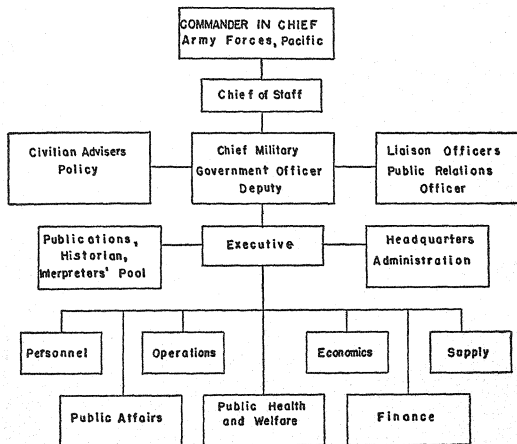 COMMANDER IN CHIEF
Army Forces, Pacific
Chief of Staff
Civilian Advisers
Policy
Chief Military
Government Officer
Deputy
Liaison Officers
Public Relations
Officer
Publications,
Historian,
Interpreters' Pool
Executive
Headquarters
Administration
Personnel
Operations
Economics
Supply
Public Affairs
Public Health
and Welfare
Finance